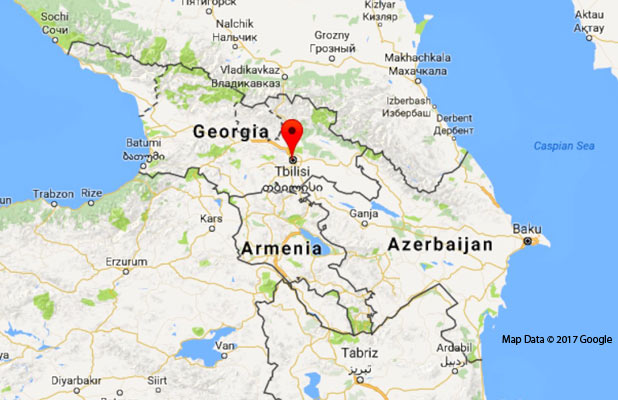 Пятигорск
Sochi
Сочи
Nalchik
Нальчик
Grozny
Грозный
Kizlyar
Кизляр
Aktau
Ақтау
Makhachkala
Махачкала
Vladikavkaz
Владикавказ
Izberbash
Избербаш
Derbent
Дербент
Caspian Sea
Georgia
Batumi
ბათუმი
Tbilisi
თბილისი
Trabzon
Rize
Kars
Ganja
Baku
Armenia
Azerbaijan
Erzurum
Map Data © 2017 Google
Van
Tabriz
تبریز
Ardabil
اردبیل
Diyarbakır
Siirt